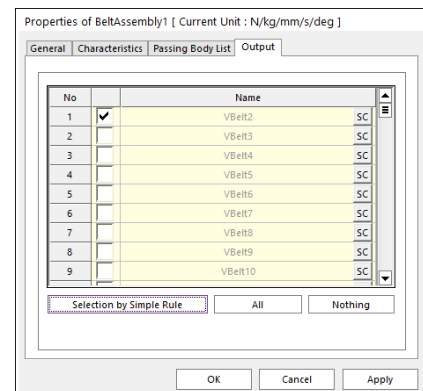 Properties of BeltAssembly1 [ Current Unit : N/kg/mm/s/deg ]
General Characteristics Passing Body List Output
No Name
1 VBelt2 SC
2 VBelt3 SC
3 VBelt4 SC
4 VBelt5 SC
5 VBelt6 SC
6 VBelt7 SC
7 VBelt8 SC
8 VBelt9 SC
9 VBelt10 SC
Selection by Simple Rule All Nothing
OK Cancel Apply